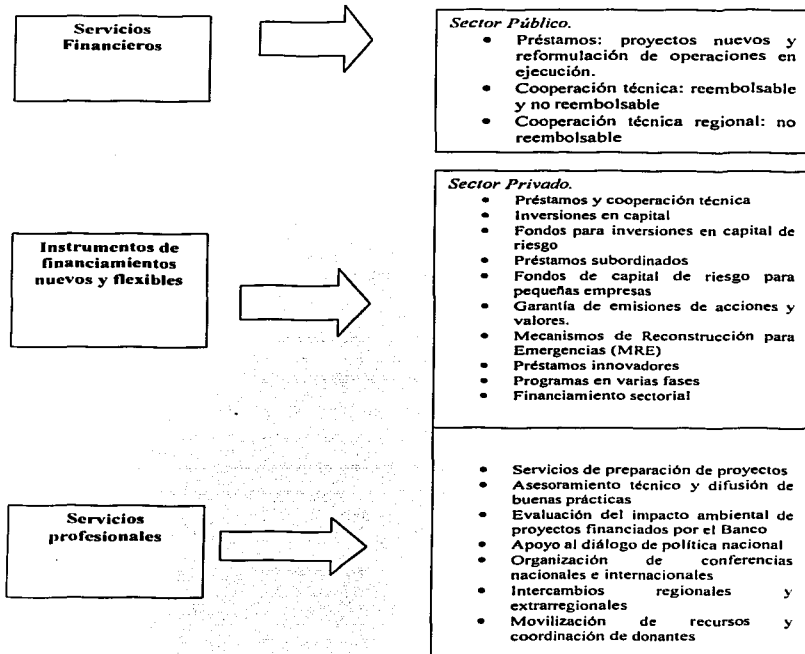 Servicios
Financieros
Sector Público.
• Préstamos: proyectos nuevos y
reformulación de operaciones en
ejecución.
• Cooperación técnica: reembolsable
y no reembolsable
• Cooperación técnica regional: no
reembolsable
Instrumentos de
financiamientos
nuevos y flexibles
Sector Privado.
• Préstamos y cooperación técnica
• Inversiones en capital
• Fondos para inversiones en capital de
riesgo
• Préstamos subordinados
• Fondos de capital de riesgo para
pequeñas empresas
• Garantía de emisiones de acciones y
valores.
• Mecanismos de Reconstrucción para
Emergencias (MRE)
• Préstamos innovadores
• Programas en varias fases
• Financiamiento sectorial
Servicios
profesionales
• Servicios de preparación de proyectos
• Asesoramiento técnico y difusión de
buenas prácticas
• Evaluación del impacto ambiental de
proyectos financiados por el Banco
• Apoyo al diálogo de política nacional
• Organización de conferencias
nacionales e internacionales
• Intercambios regionales y
extrarregionales
• Movilización de recursos y
coordinación de donantes